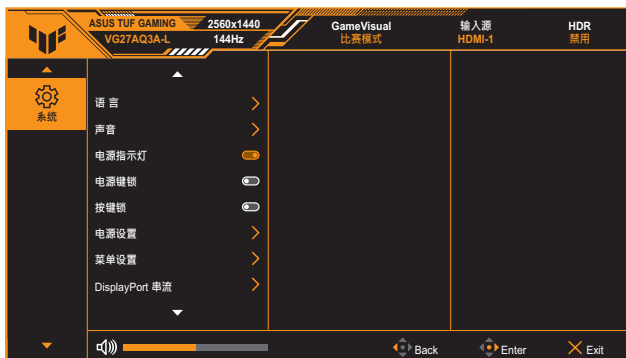 ASUS TUF GAMING 2560x1440
VG27AQ3A-L 144Hz
GameVisual
比赛模式
输入源
HDMI-1
HDR
禁用
系统
语 言
声音
电源指示灯
电源键锁
按键锁
电源设置
菜单设置
DisplayPort 串流
Back
Enter
Exit